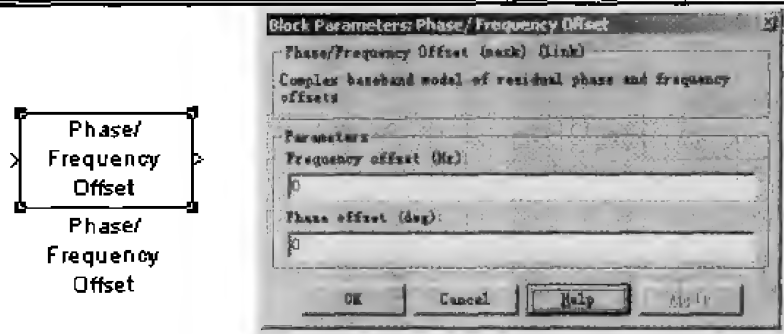 Phase/
Frequency
Offset
Phase/
Frequency
Offset
Block Parameters: Phase/Frequency Offset
Phase/Frequency Offset (mask) (link)
Complex baseband model of residual phase and frequency
offsets
Parameters
Frequency offset (Hz):
0
Phase offset (deg):
0
OK
Cancel
Help
Apply